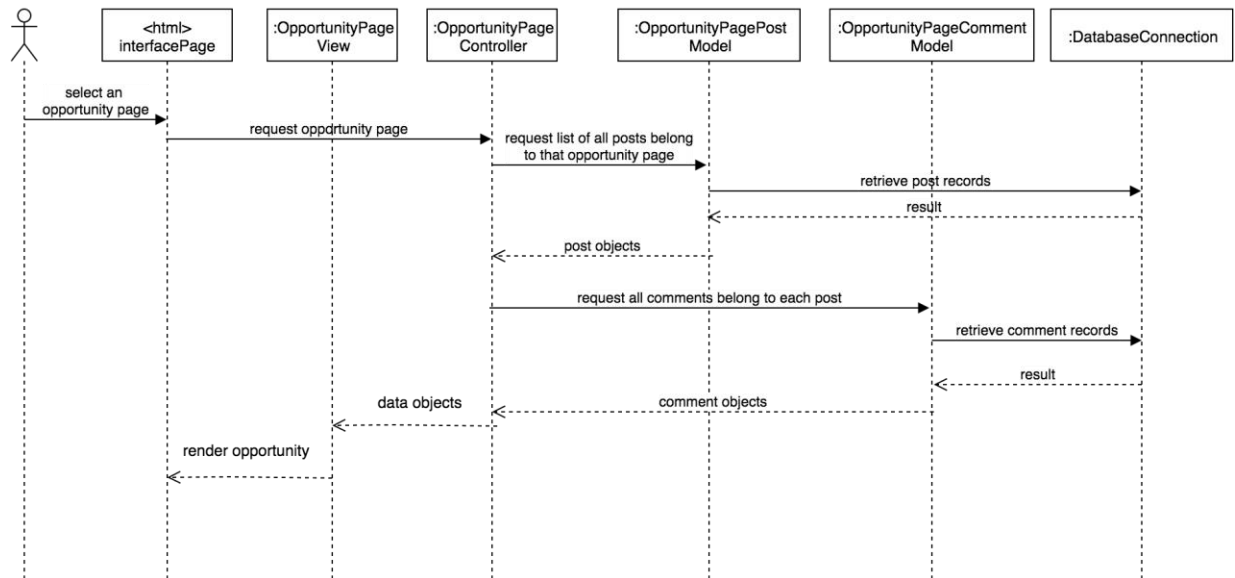 <html>
interfacePage
:OpportunityPage
View
:OpportunityPage
Controller
:OpportunityPagePost
Model
:OpportunityPageComment
Model
:DatabaseConnection
select an
opportunity page
request opportunity page
request list of all posts belong
to that opportunity page
retrieve post records
result
post objects
request all comments belong to each post
retrieve comment records
result
data objects
comment objects
render opportunity